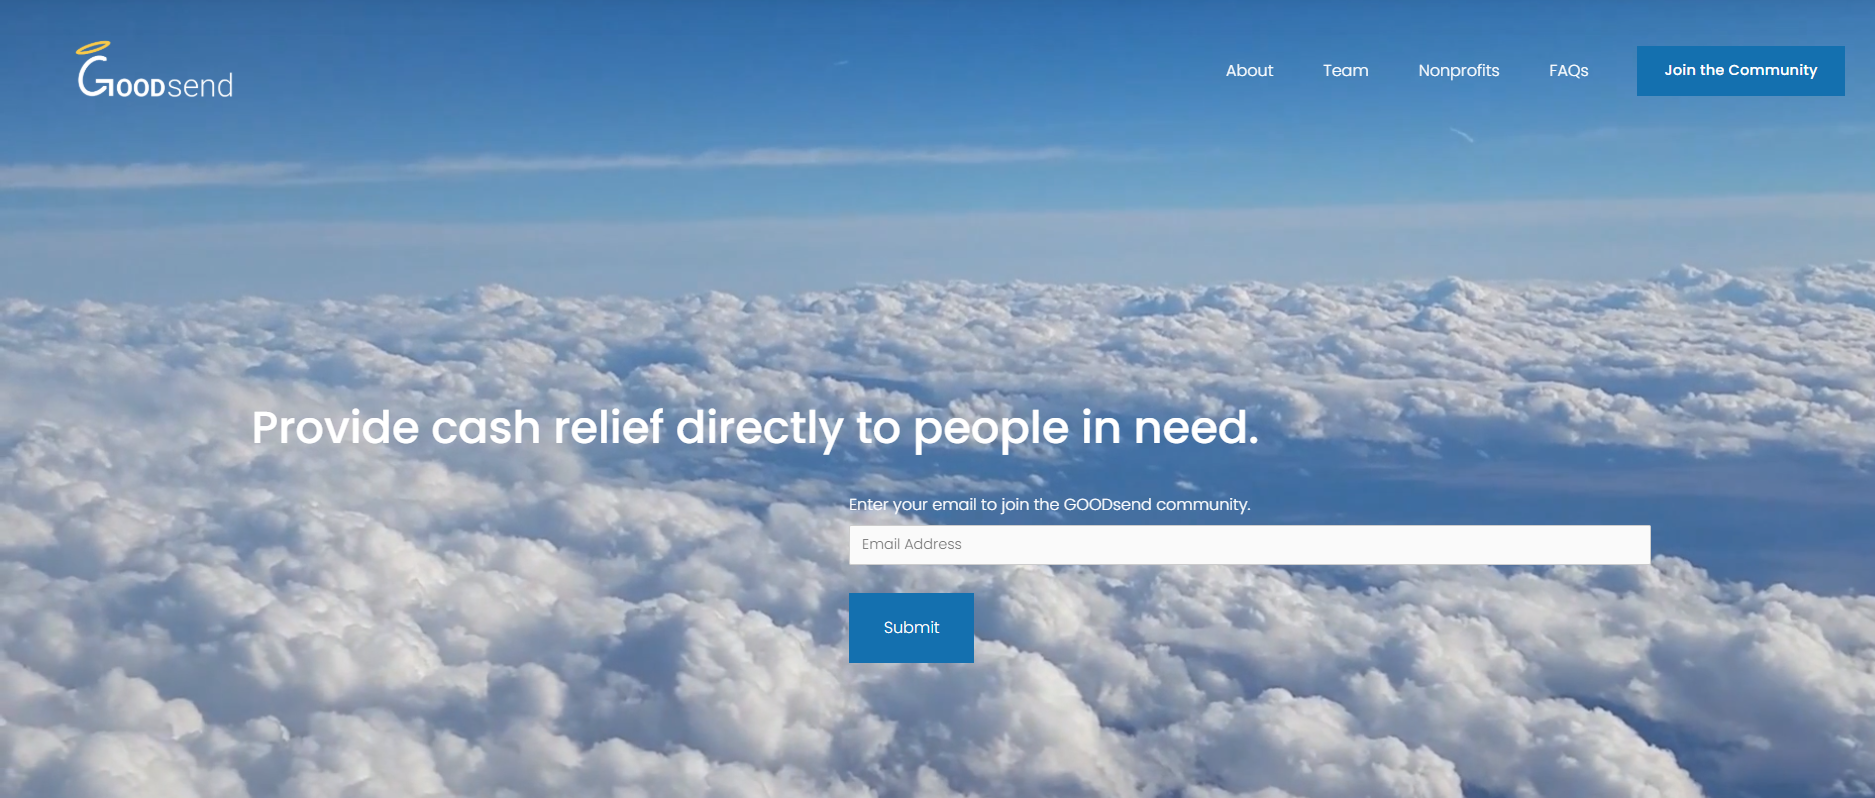 GOODsend
About
Team
Nonprofits
FAQs
Join the Community
Provide cash relief directly to people in need.
Enter your email to join the GOODsend community.
Email Address
Submit